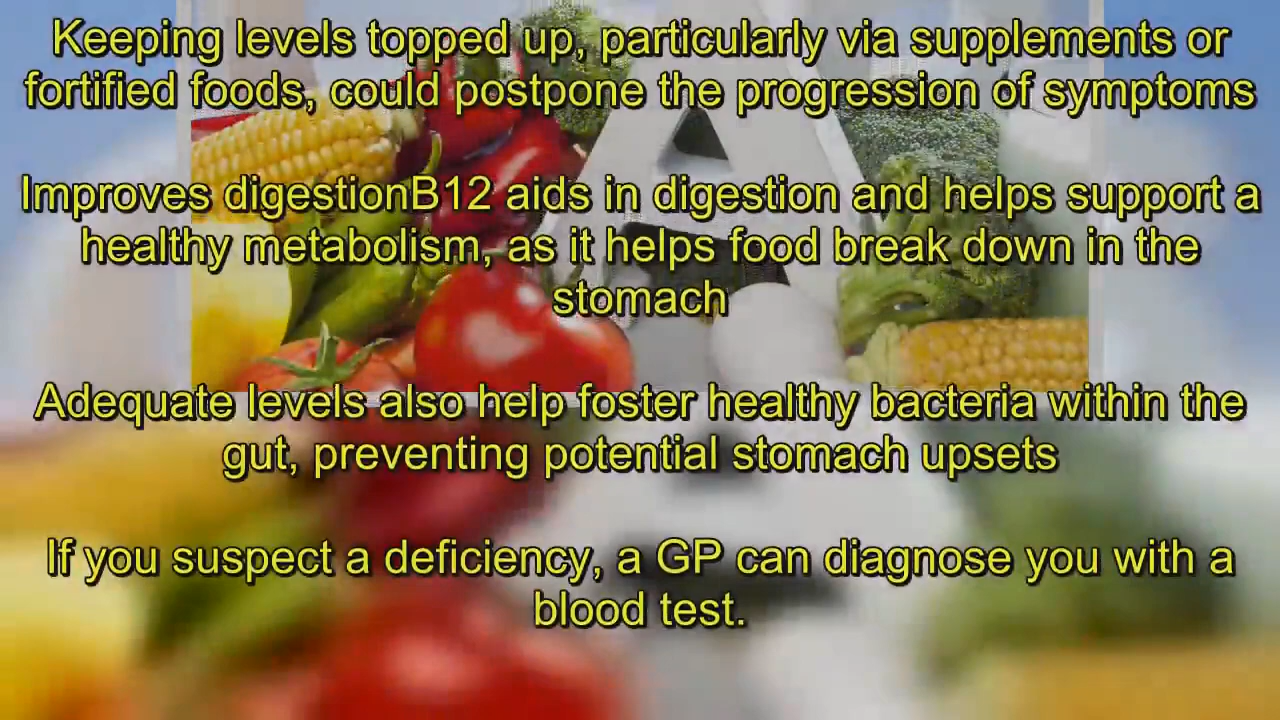 Keeping levels topped up, particularly via supplements or
fortified foods, could postpone the progression of symptoms
Improves digestionB12 aids in digestion and helps support a
healthy metabolism, as it helps food break down in the
stomach
Adequate levels also help foster healthy bacteria within the
gut, preventing potential stomach upsets
If you suspect a deficiency, a GP can diagnose you with a
blood test.